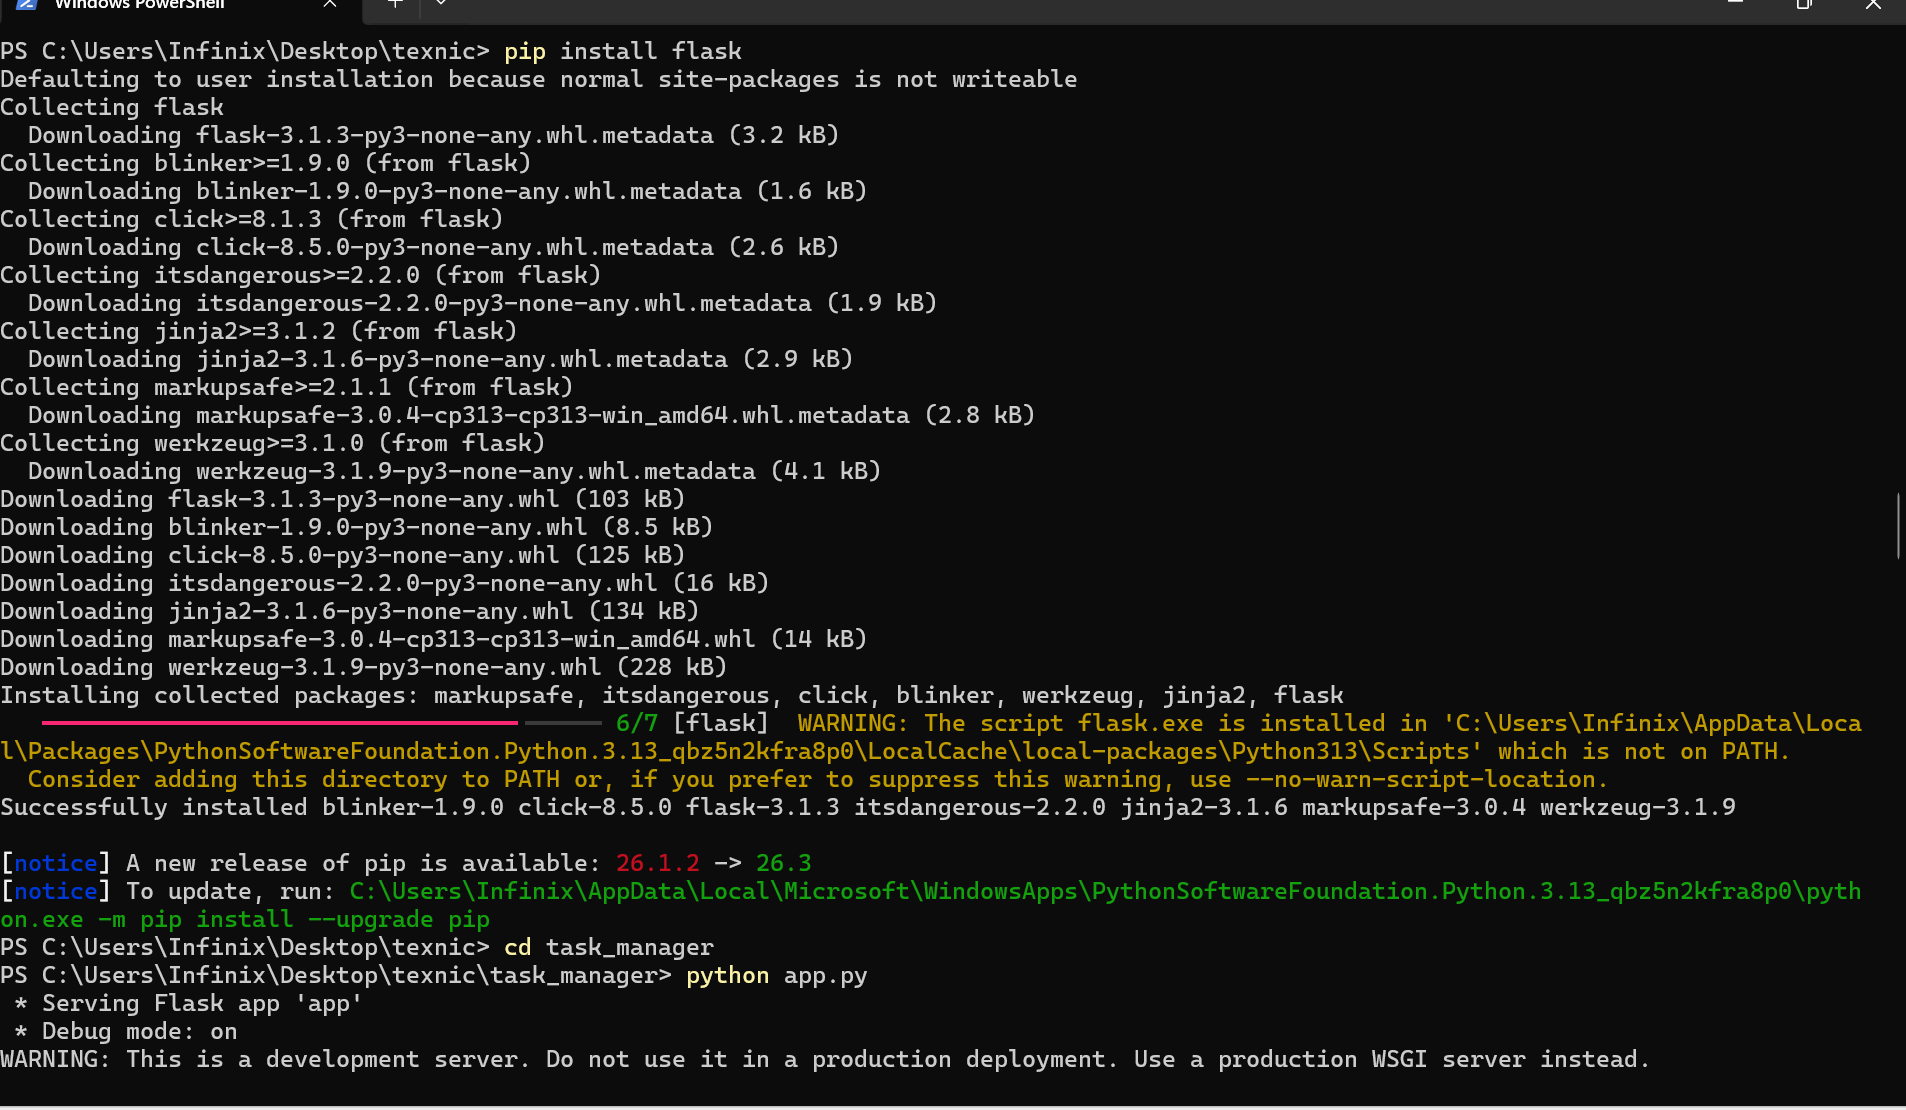 Windows PowerShell
PS C:\Users\Infinix\Desktop\texnic> pip install flask
Defaulting to user installation because normal site-packages is not writeable
Collecting flask
  Downloading flask-3.1.3-py3-none-any.whl.metadata (3.2 kB)
Collecting blinker>=1.9.0 (from flask)
  Downloading blinker-1.9.0-py3-none-any.whl.metadata (1.6 kB)
Collecting click>=8.1.3 (from flask)
  Downloading click-8.5.0-py3-none-any.whl.metadata (2.6 kB)
Collecting itsdangerous>=2.2.0 (from flask)
  Downloading itsdangerous-2.2.0-py3-none-any.whl.metadata (1.9 kB)
Collecting jinja2>=3.1.2 (from flask)
  Downloading jinja2-3.1.6-py3-none-any.whl.metadata (2.9 kB)
Collecting markupsafe>=2.1.1 (from flask)
  Downloading markupsafe-3.0.4-cp313-cp313-win_amd64.whl.metadata (2.8 kB)
Collecting werkzeug>=3.1.0 (from flask)
  Downloading werkzeug-3.1.9-py3-none-any.whl.metadata (4.1 kB)
Downloading flask-3.1.3-py3-none-any.whl (103 kB)
Downloading blinker-1.9.0-py3-none-any.whl (8.5 kB)
Downloading click-8.5.0-py3-none-any.whl (125 kB)
Downloading itsdangerous-2.2.0-py3-none-any.whl (16 kB)
Downloading jinja2-3.1.6-py3-none-any.whl (134 kB)
Downloading markupsafe-3.0.4-cp313-cp313-win_amd64.whl (14 kB)
Downloading werkzeug-3.1.9-py3-none-any.whl (228 kB)
Installing collected packages: markupsafe, itsdangerous, click, blinker, werkzeug, jinja2, flask
6/7 [flask]  WARNING: The script flask.exe is installed in 'C:\Users\Infinix\AppData\Loca
l\Packages\PythonSoftwareFoundation.Python.3.13_qbz5n2kfra8p0\LocalCache\local-packages\Python313\Scripts' which is not on PATH.
  Consider adding this directory to PATH or, if you prefer to suppress this warning, use --no-warn-script-location.
Successfully installed blinker-1.9.0 click-8.5.0 flask-3.1.3 itsdangerous-2.2.0 jinja2-3.1.6 markupsafe-3.0.4 werkzeug-3.1.9
[notice] A new release of pip is available: 26.1.2 -> 26.3
[notice] To update, run: C:\Users\Infinix\AppData\Local\Microsoft\WindowsApps\PythonSoftwareFoundation.Python.3.13_qbz5n2kfra8p0\pyth
on.exe -m pip install --upgrade pip
PS C:\Users\Infinix\Desktop\texnic> cd task_manager
PS C:\Users\Infinix\Desktop\texnic\task_manager> python app.py
 * Serving Flask app 'app'
 * Debug mode: on
WARNING: This is a development server. Do not use it in a production deployment. Use a production WSGI server instead.